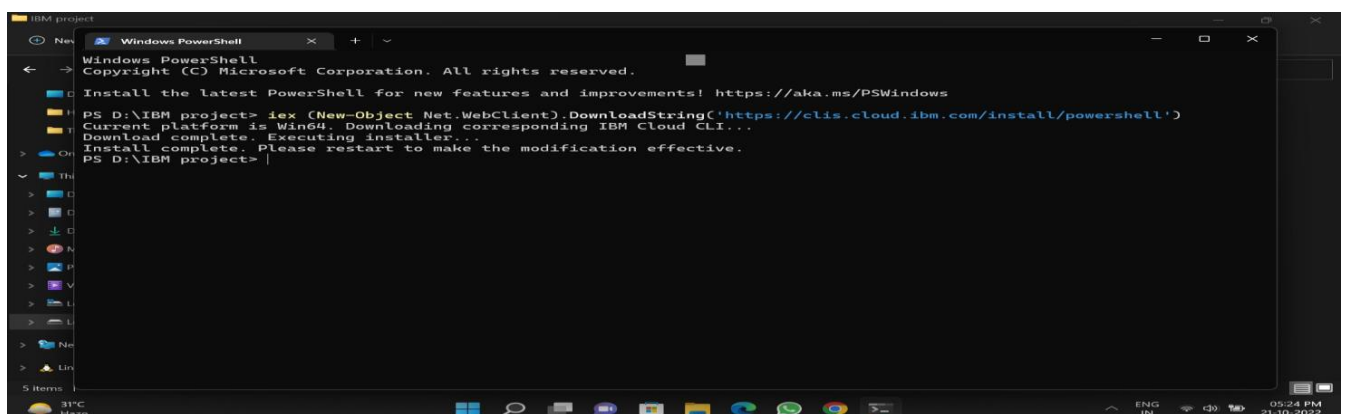 IBM project
Windows PowerShell
Windows PowerShell
Copyright (C) Microsoft Corporation. All rights reserved.
Install the latest PowerShell for new features and improvements! https://aka.ms/PSWindows
PS D:\IBM project> iex (New-Object Net.WebClient).DownloadString('https://clis.cloud.ibm.com/install/powershell')
Current platform is Win64. Downloading corresponding IBM Cloud CLI...
Download complete. Executing installer...
Install complete. Please restart to make the modification effective.
PS D:\IBM project>
5 items
31°C
ENG
IN
05:24 PM
21-10-2022